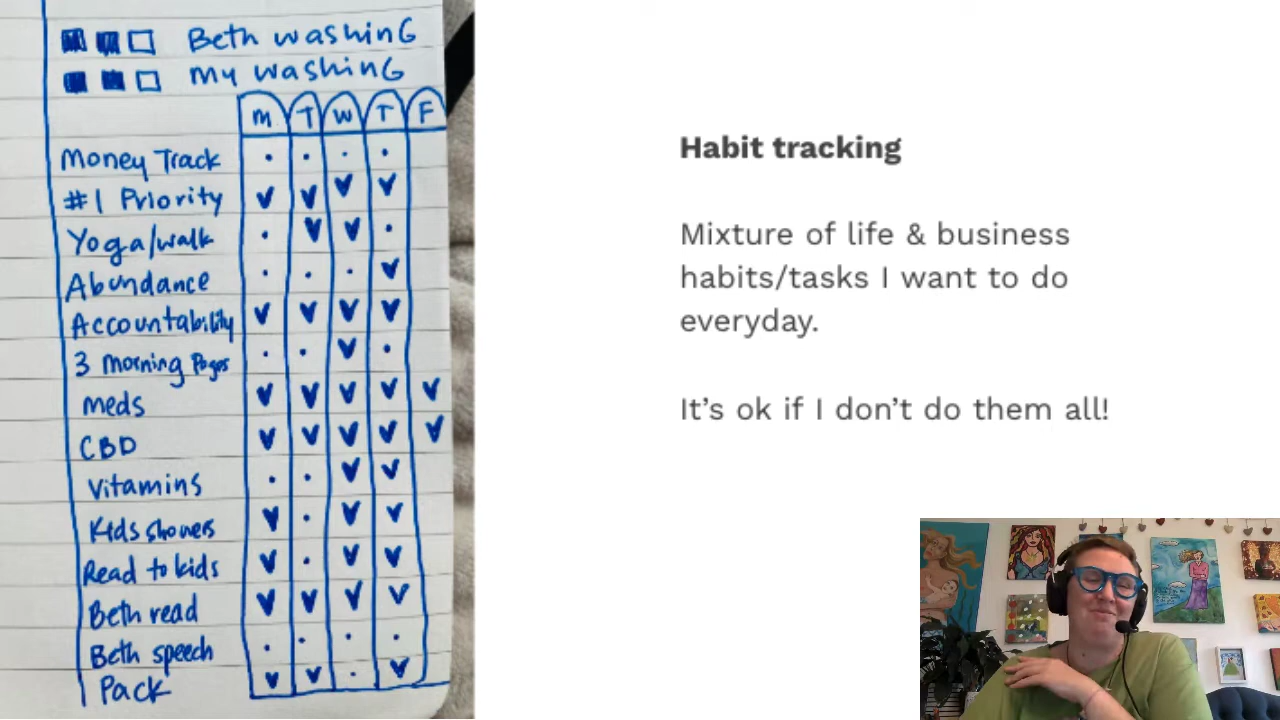 Beth washing
My washing
M T W T F
Money Track
#1 Priority
Yoga/walk
Abundance
Accountability
3 morning Pages
Meds
CBD
Vitamins
Kids showers
Read to kids
Beth read
Beth speech
Pack
Habit tracking
Mixture of life & business
habits/tasks I want to do
everyday.
It's ok if I don't do them all!